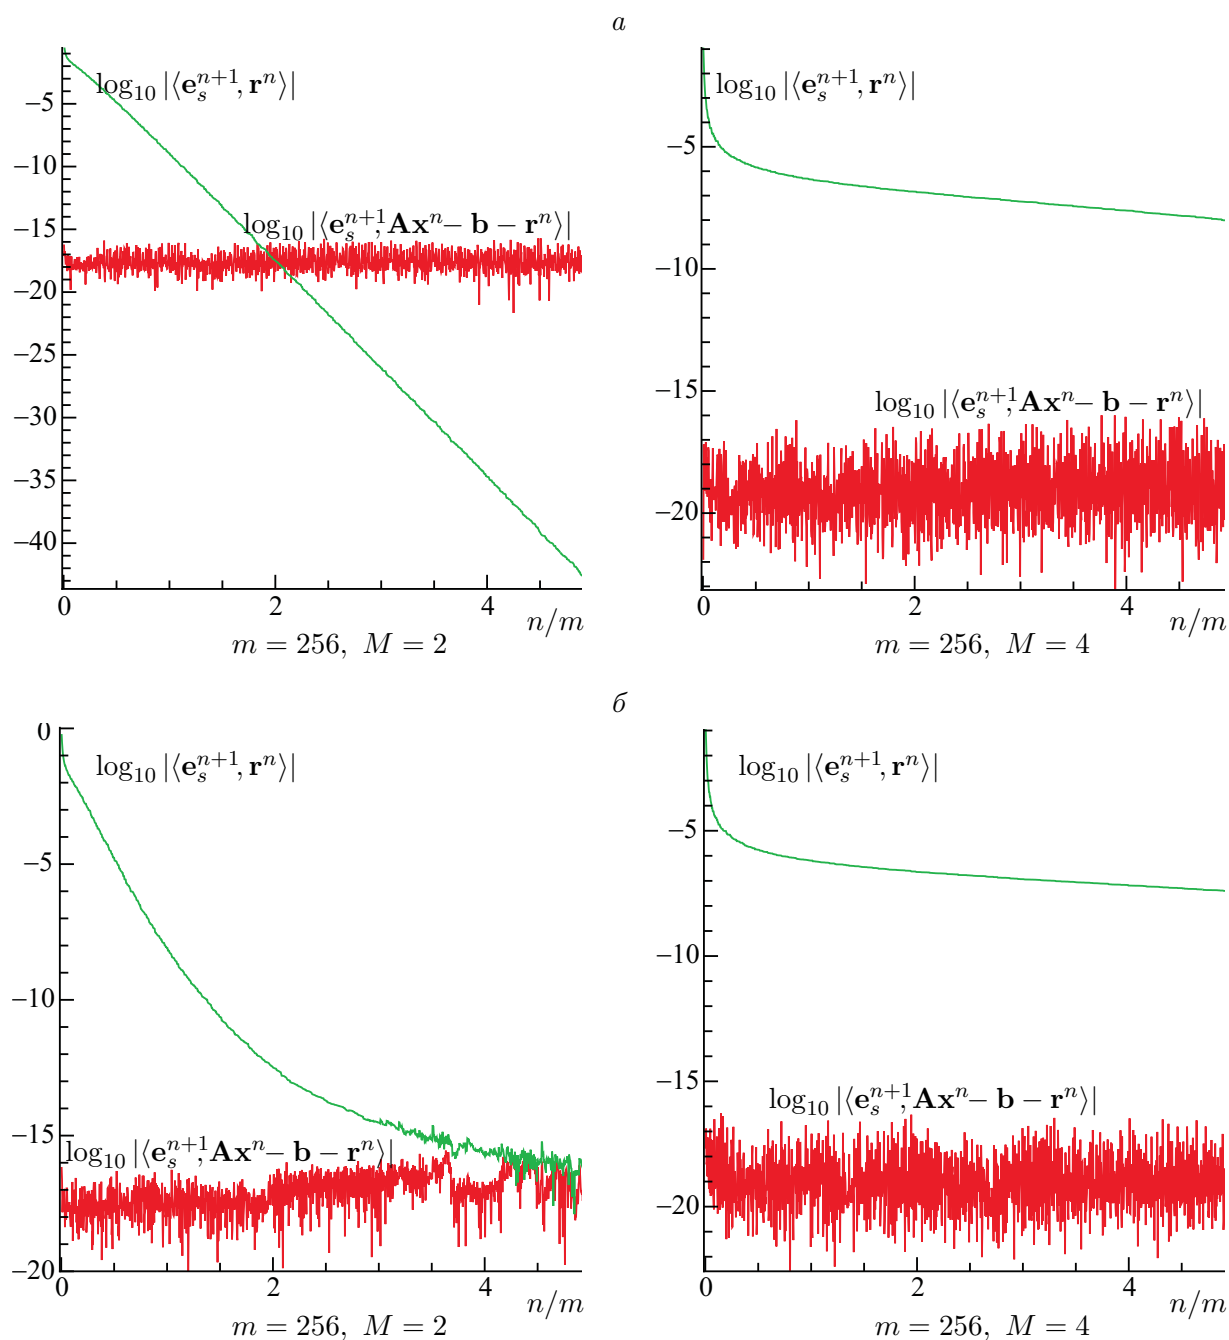 а
log₁₀ |⟨e_s^{n+1}, r^n⟩|
log₁₀ |⟨e_s^{n+1}, Ax^n − b − r^n⟩|
−5
−10
−15
−20
−25
−30
−35
−40
0 2 4
n/m
m = 256, M = 2
log₁₀ |⟨e_s^{n+1}, r^n⟩|
log₁₀ |⟨e_s^{n+1}, Ax^n − b − r^n⟩|
−5
−10
−15
−20
0 2 4
n/m
m = 256, M = 4
б
log₁₀ |⟨e_s^{n+1}, r^n⟩|
log₁₀ |⟨e_s^{n+1}, Ax^n − b − r^n⟩|
0
−5
−10
−15
−20
0 2 4
n/m
m = 256, M = 2
log₁₀ |⟨e_s^{n+1}, r^n⟩|
log₁₀ |⟨e_s^{n+1}, Ax^n − b − r^n⟩|
−5
−10
−15
−20
0 2 4
n/m
m = 256, M = 4